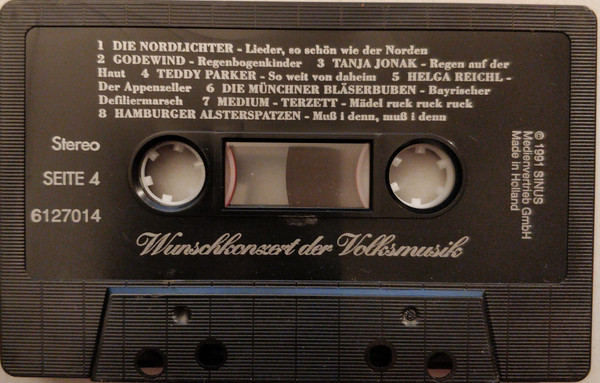 1 DIE NORDLICHTER - Lieder, so schön wie der Norden
2 GODEWIND - Regenbogenkinder 3 TANJA JONAK - Regen auf der
Haut 4 TEDDY PARKER - So weit von daheim 5 HELGA REICHL -
Der Appenzeller 6 DIE MÜNCHNER BLÄSERBUBEN - Bayrischer
Defiliermarsch 7 MEDIUM - TERZETT - Mädel ruck ruck ruck
8 HAMBURGER ALSTERSPATZEN - Muß i denn, muß i denn
Stereo
SEITE 4
6127014
© 1991 SINUS
Medienvertrieb GmbH
Made in Holland
Wunschkonzert der Volksmusik